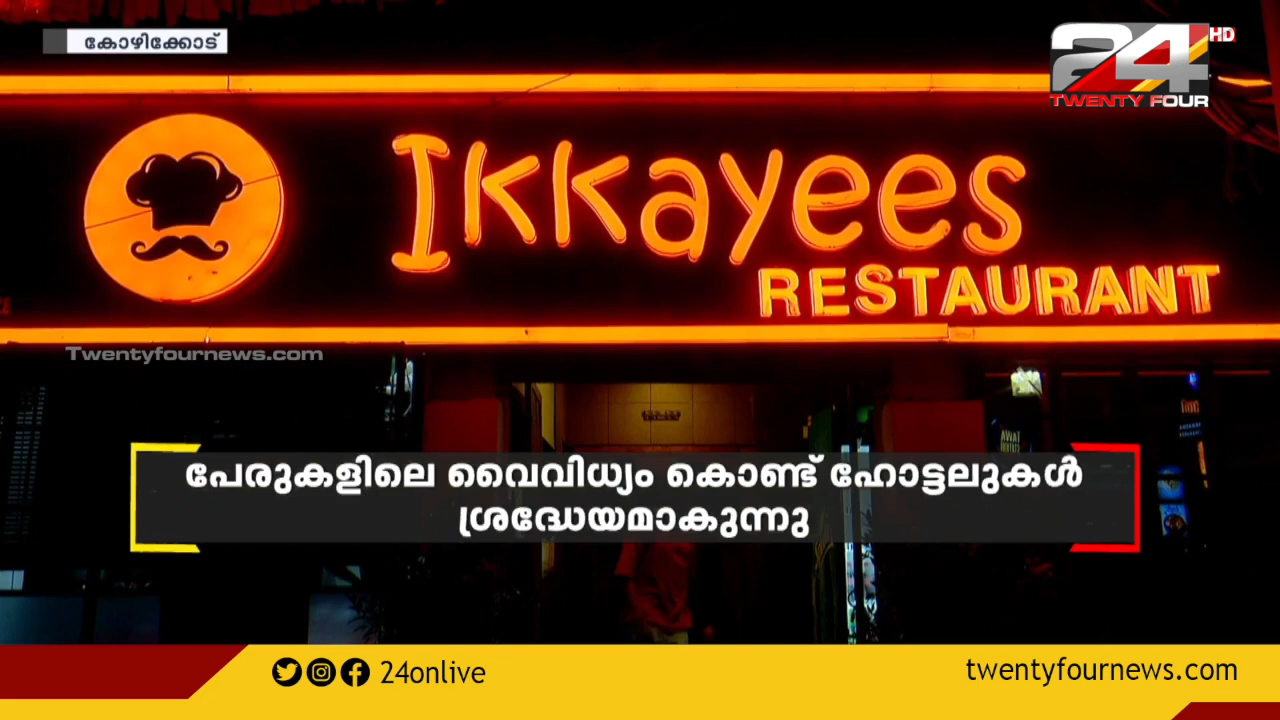 കോഴിക്കോട്
24 HD
TWENTY FOUR
Ikkayees
RESTAURANT
Twentyfournews.com
പേരുകളിലെ വൈവിധ്യം കൊണ്ട് ഹോട്ടലുകൾ
ശ്രദ്ധേയമാകുന്നു
24onlive
twentyfournews.com